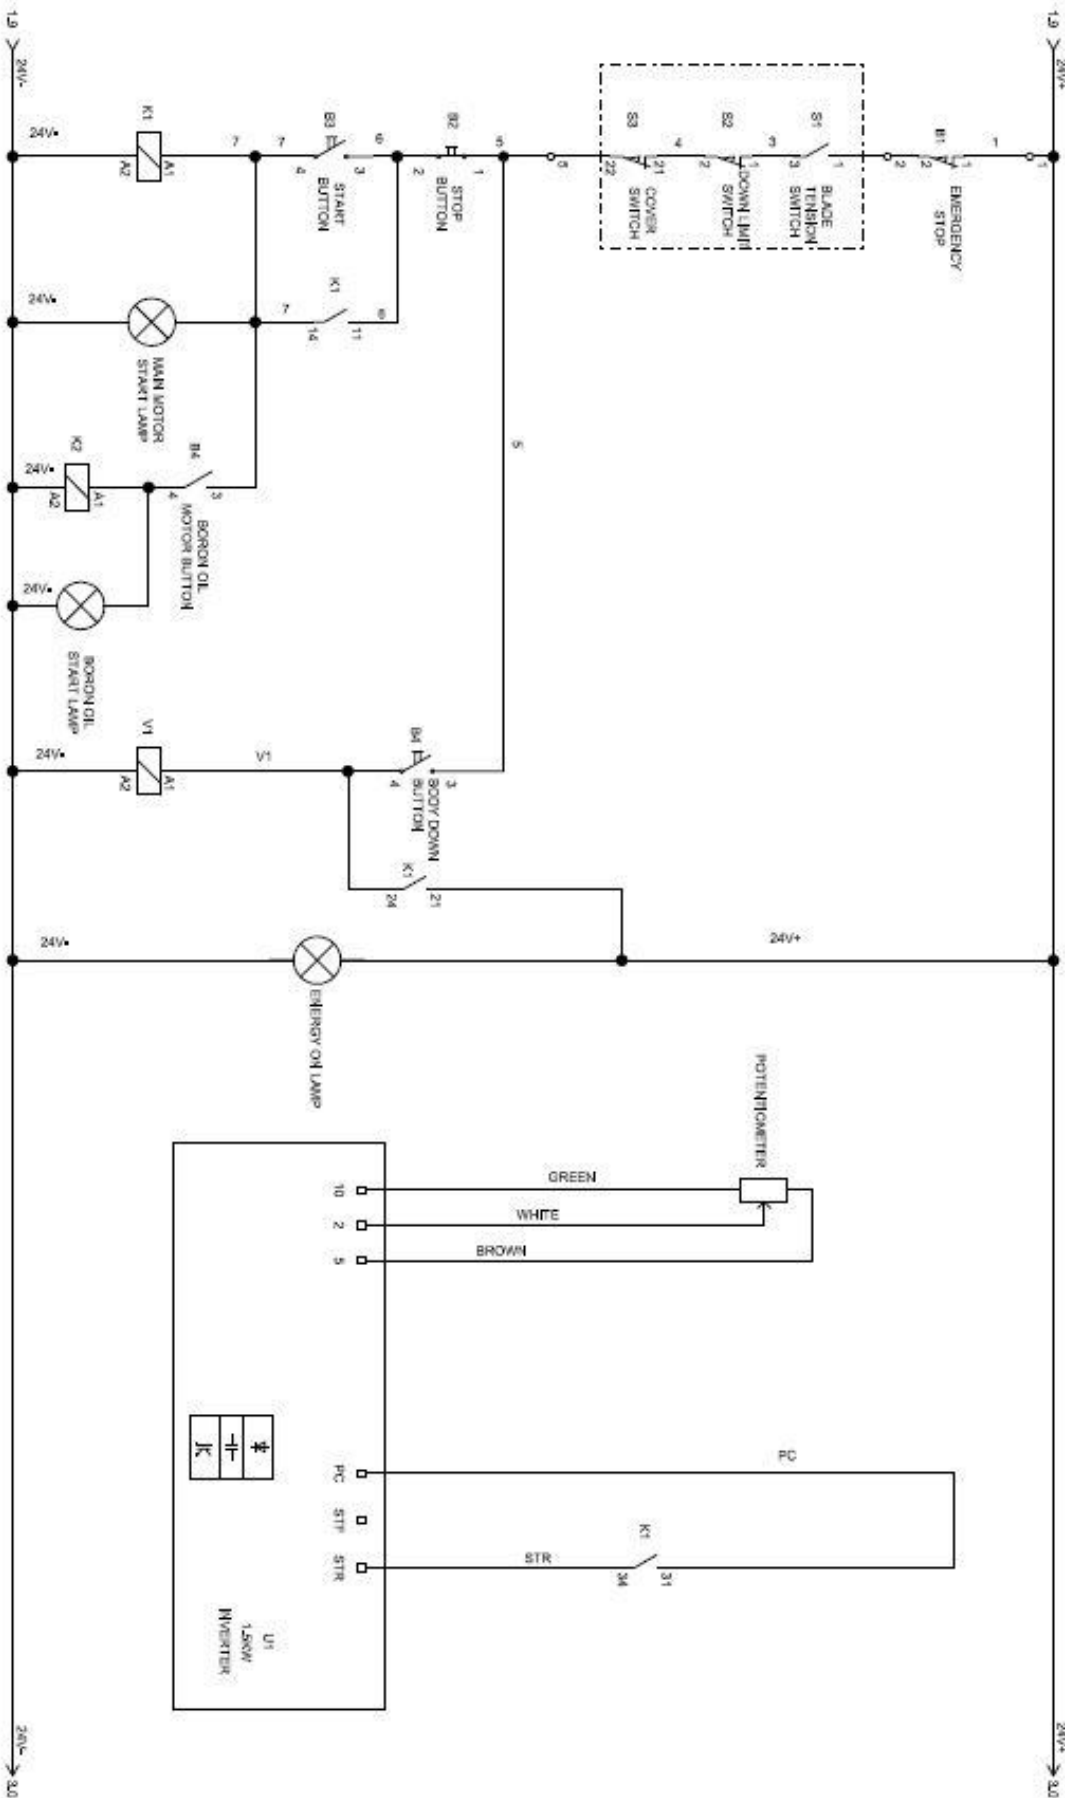 1.9
24V+
24V+
3.0
1
1
B1
1
2
2
EMERGENCY
STOP
S1
1
3
BLADE
TENSION
SWITCH
3
S2
1
2
DOWN LIMIT
SWITCH
4
S3
21
22
COVER
SWITCH
5
5
5
B2
1
2
STOP
BUTTON
6
6
B3
3
4
START
BUTTON
K1
11
14
7
7
7
K1
A1
A2
24V-
MAIN MOTOR
START LAMP
24V-
B4
3
4
BORON OIL
MOTOR BUTTON
K2
A1
A2
24V-
BORON OIL
START LAMP
24V-
B4
3
4
BODY DOWN
BUTTON
K1
21
24
V1
V1
A1
A2
24V-
24V+
ENERGY ON LAMP
24V-
POTENTIOMETER
GREEN
WHITE
BROWN
10
2
5
PC
STR
K1
31
34
PC
STF
STR
U1
1.5KW
INVERTER
1.9
24V-
24V-
3.0